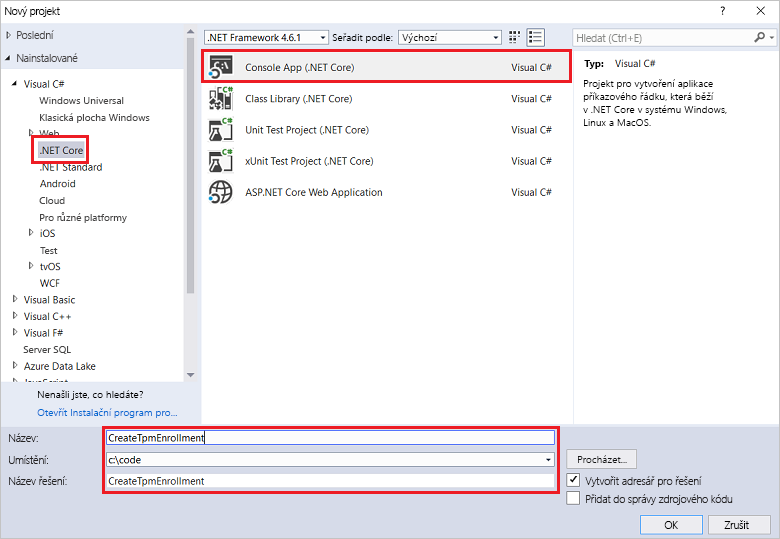 Nový projekt
? 
Poslední
Nainstalované
Visual C#
Windows Universal
Klasická plocha Windows
Web
.NET Core
.NET Standard
Android
Cloud
Pro různé platformy
iOS
Test
tvOS
WCF
Visual Basic
Visual C++
Visual F#
Server SQL
Azure Data Lake
JavaScript
Nenašli jste, co hledáte?
Otevřít Instalační program pro...
.NET Framework 4.6.1
Seřadit podle:
Výchozí
Console App (.NET Core) Visual C#
Class Library (.NET Core) Visual C#
Unit Test Project (.NET Core) Visual C#
xUnit Test Project (.NET Core) Visual C#
ASP.NET Core Web Application Visual C#
Hledat (Ctrl+E)
Typ: Visual C#
Projekt pro vytvoření aplikace
příkazového řádku, která běží
v .NET Core v systému Windows,
Linux a MacOS.
Název: CreateTpmEnrollment
Umístění: c:\code
Název řešení: CreateTpmEnrollment
Procházet...
Vytvořit adresář pro řešení
Přidat do správy zdrojového kódu
OK Zrušit